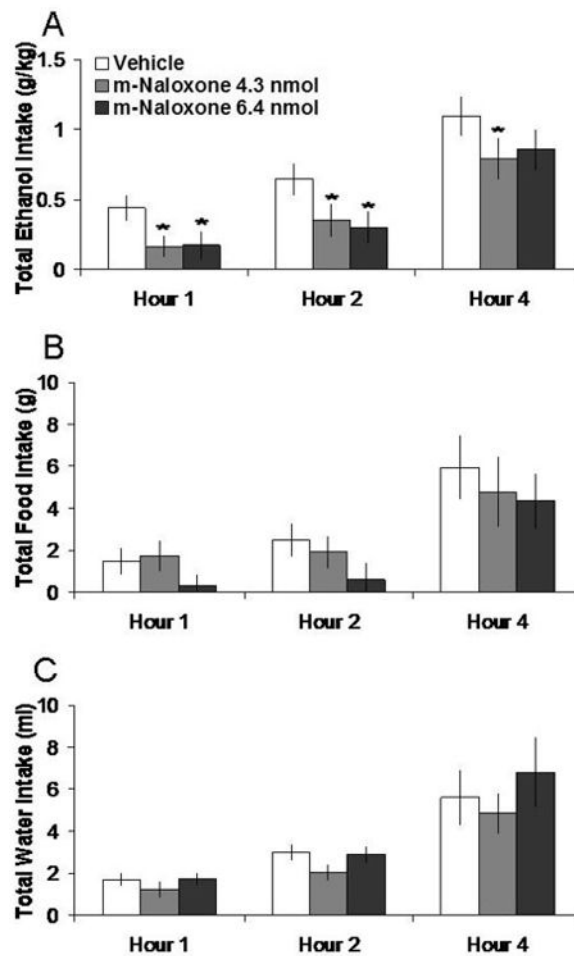 A
Total Ethanol Intake (g/kg)
1.5
1
0.5
0
Vehicle
m-Naloxone 4.3 nmol
m-Naloxone 6.4 nmol
* *
* *
*
Hour 1 Hour 2 Hour 4
B
Total Food Intake (g)
10
8
6
4
2
0
Hour 1 Hour 2 Hour 4
C
Total Water Intake (ml)
10
8
6
4
2
0
Hour 1 Hour 2 Hour 4